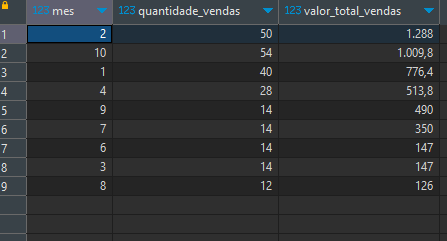 123 mes 123 quantidade_vendas 123 valor_total_vendas
1 2 50 1.288
2 10 54 1.009,8
3 1 40 776,4
4 4 28 513,8
5 9 14 490
6 7 14 350
7 6 14 147
8 3 14 147
9 8 12 126